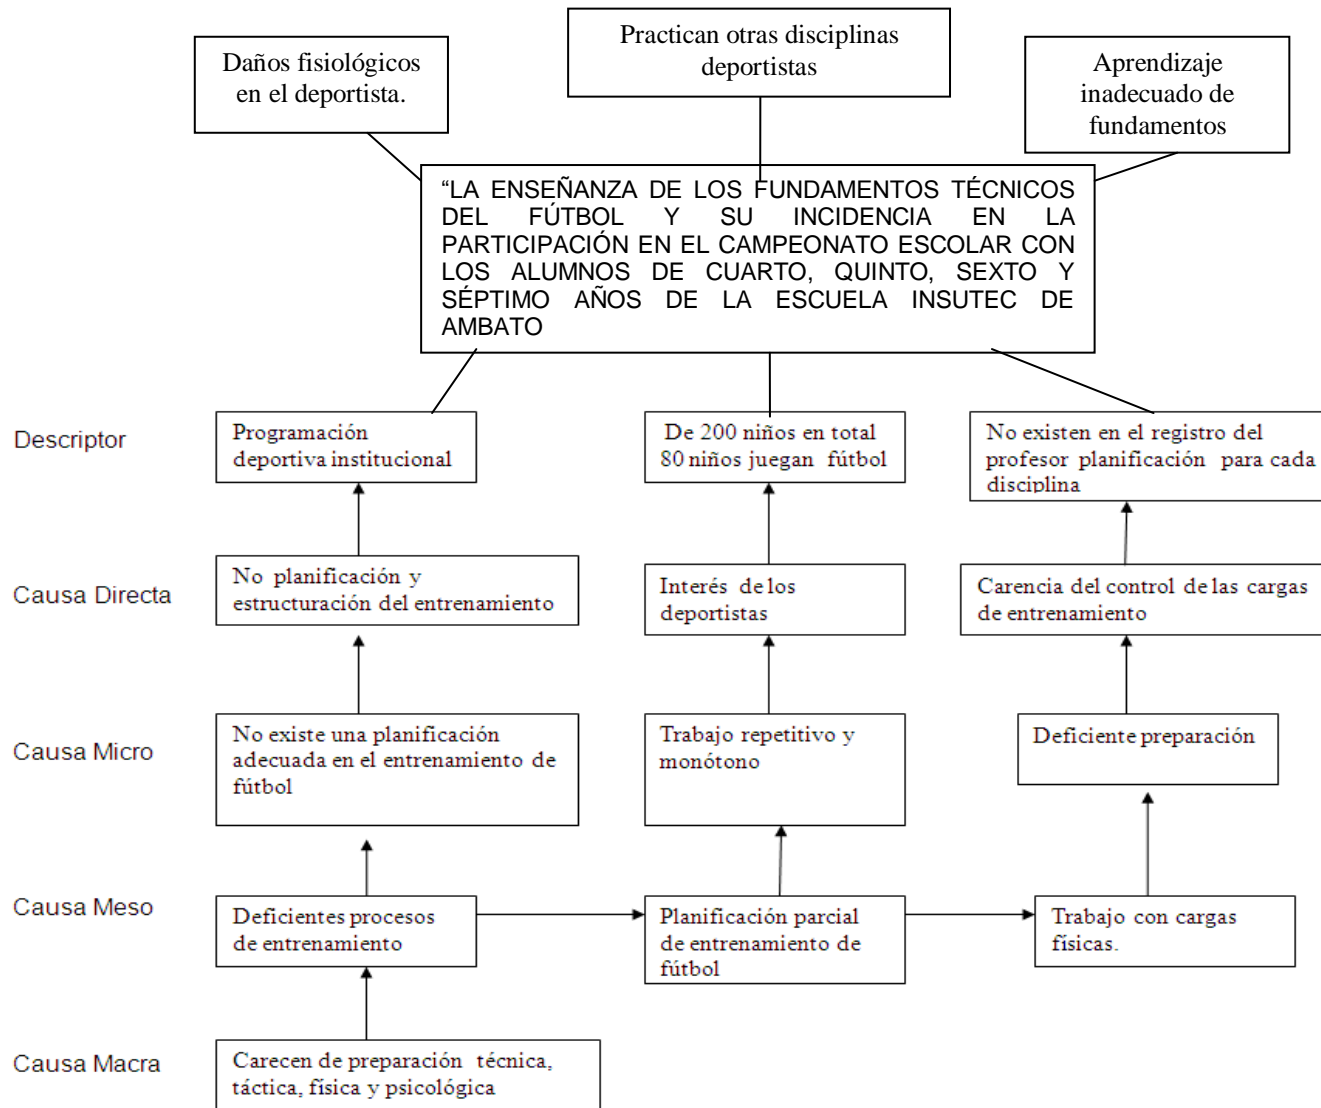 Practican otras disciplinas
deportistas
Daños fisiológicos
en el deportista.
Aprendizaje
inadecuado de
fundamentos
“LA ENSEÑANZA DE LOS FUNDAMENTOS TÉCNICOS
DEL FÚTBOL Y SU INCIDENCIA EN LA
PARTICIPACIÓN EN EL CAMPEONATO ESCOLAR CON
LOS ALUMNOS DE CUARTO, QUINTO, SEXTO Y
SÉPTIMO AÑOS DE LA ESCUELA INSUTEC DE
AMBATO
Descriptor
Programación
deportiva institucional
De 200 niños en total
80 niños juegan fútbol
No existen en el registro del
profesor planificación para cada
disciplina
Causa Directa
No planificación y
estructuración del entrenamiento
Interés de los
deportistas
Carencia del control de las cargas
de entrenamiento
Causa Micro
No existe una planificación
adecuada en el entrenamiento de
fútbol
Trabajo repetitivo y
monótono
Deficiente preparación
Causa Meso
Deficientes procesos
de entrenamiento
Planificación parcial
de entrenamiento de
fútbol
Trabajo con cargas
físicas.
Causa Macra
Carecen de preparación técnica,
táctica, física y psicológica